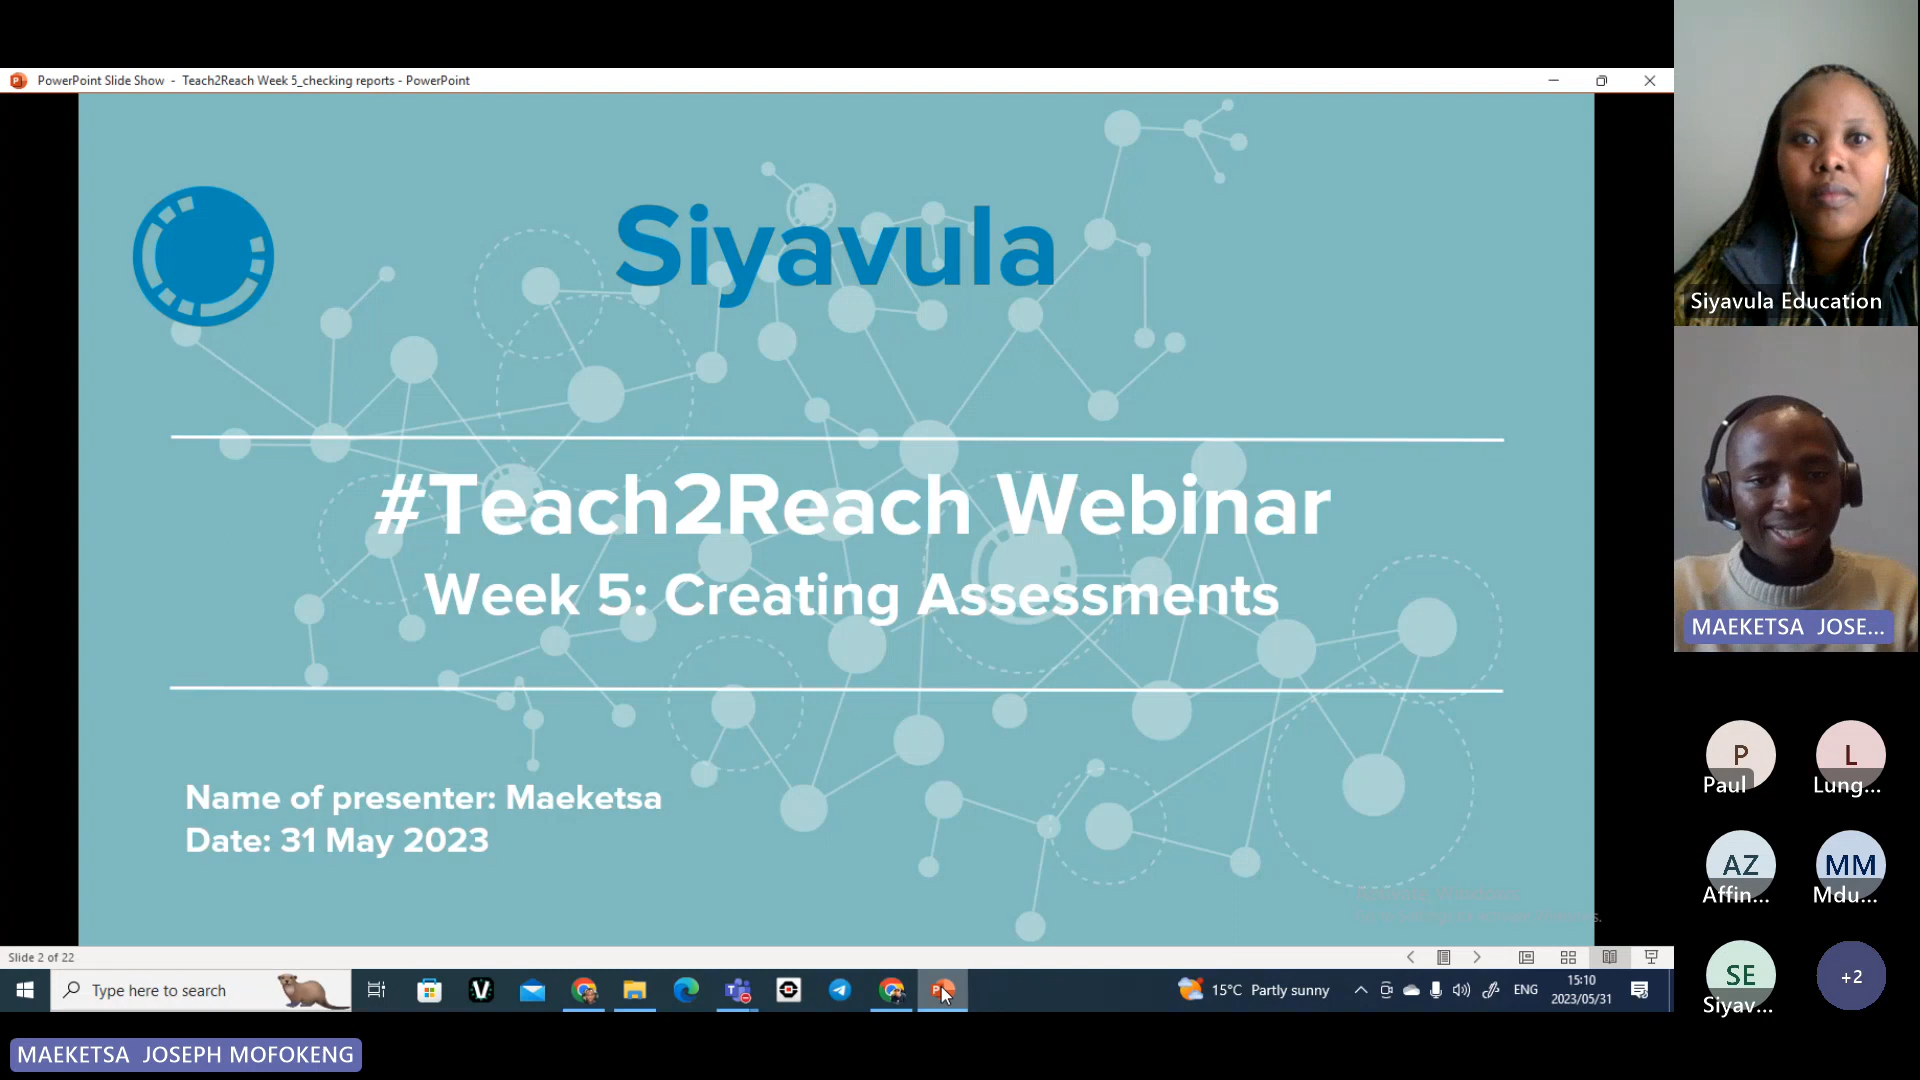 PowerPoint Slide Show - Teach2Reach Week 5_checking reports - PowerPoint
Siyavula
#Teach2Reach Webinar
Week 5: Creating Assessments
Name of presenter: Maeketsa
Date: 31 May 2023
Slide 2 of 22
Type here to search
15°C Partly sunny
ENG
15:10
2023/05/31
MAEKETSA JOSEPH MOFOKENG
Siyavula Education
MAEKETSA JOSE...
P
Paul
L
Lung...
AZ
Affin...
MM
Mdu...
SE
Siyav...
+2